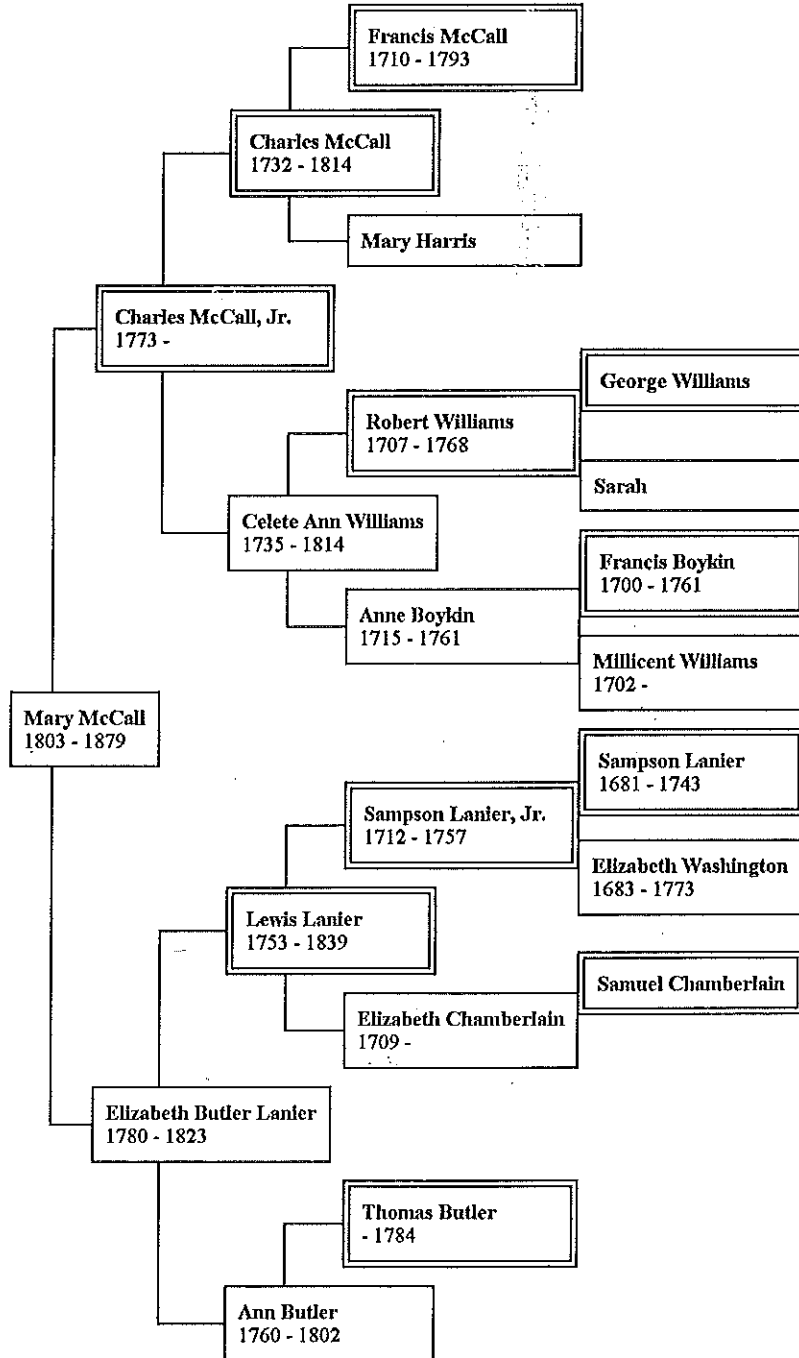 Francis McCall
1710 - 1793
Charles McCall
1732 - 1814
Mary Harris
Charles McCall, Jr.
1773 -
George Williams
Robert Williams
1707 - 1768
Sarah
Celete Ann Williams
1735 - 1814
Francis Boykin
1700 - 1761
Anne Boykin
1715 - 1761
Millicent Williams
1702 -
Mary McCall
1803 - 1879
Sampson Lanier
1681 - 1743
Sampson Lanier, Jr.
1712 - 1757
Elizabeth Washington
1683 - 1773
Lewis Lanier
1753 - 1839
Samuel Chamberlain
Elizabeth Chamberlain
1709 -
Elizabeth Butler Lanier
1780 - 1823
Thomas Butler
- 1784
Ann Butler
1760 - 1802